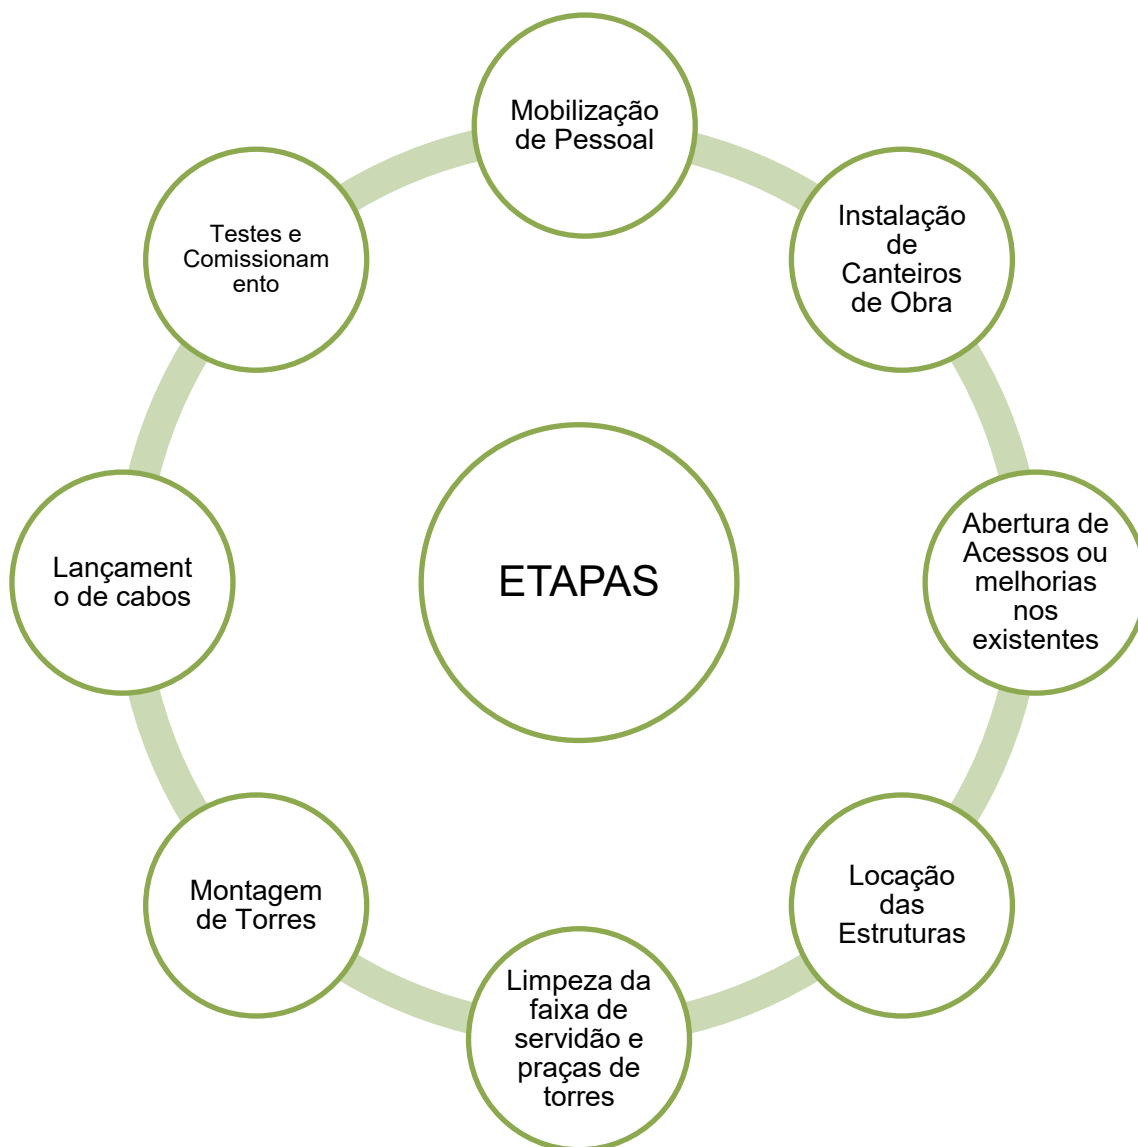 Mobilização
de Pessoal
Instalação
de
Canteiros
de Obra
Abertura de
Acessos ou
melhorias
nos
existentes
Locação
das
Estruturas
Limpeza da
faixa de
servidão e
praças de
torres
Montagem
de Torres
Lançament
o de cabos
Testes e
Comissionam
ento
ETAPAS